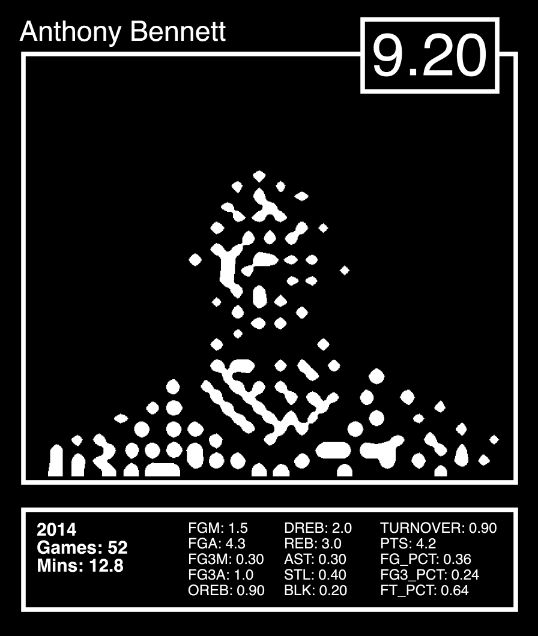 Anthony Bennett
9.20
2014
Games: 52
Mins: 12.8
FGM: 1.5
FGA: 4.3
FG3M: 0.30
FG3A: 1.0
OREB: 0.90
DREB: 2.0
REB: 3.0
AST: 0.30
STL: 0.40
BLK: 0.20
TURNOVER: 0.90
PTS: 4.2
FG_PCT: 0.36
FG3_PCT: 0.24
FT_PCT: 0.64